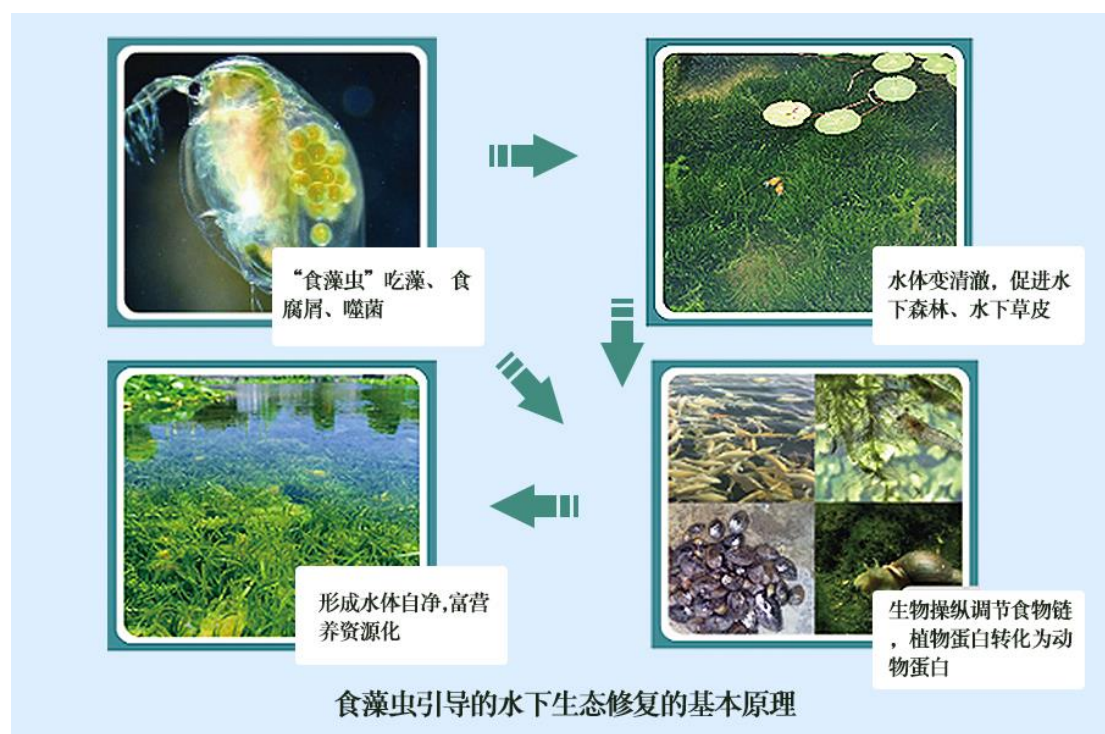 “食藻虫”吃藻、食
腐屑、噬菌
水体变清澈，促进水
下森林、水下草皮
形成水体自净,富营
养资源化
生物操纵调节食物链
，植物蛋白转化为动
物蛋白
食藻虫引导的水下生态修复的基本原理